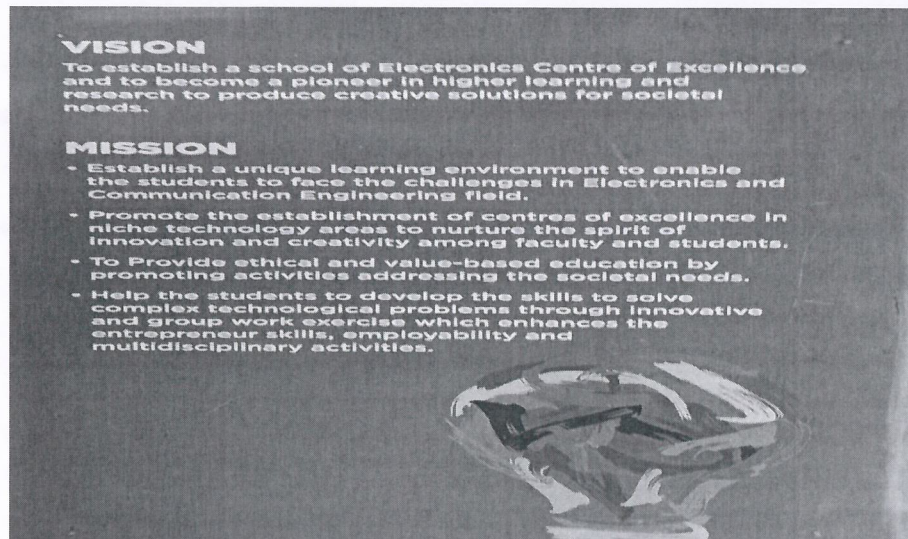 VISION
To establish a school of Electronics Centre of Excellence
and to become a pioneer in higher learning and
research to produce creative solutions for societal
needs.
MISSION
• Establish a unique learning environment to enable
the students to face the challenges in Electronics and
Communication Engineering field.
• Promote the establishment of centres of excellence in
niche technology areas to nurture the spirit of
innovation and creativity among faculty and students.
• To Provide ethical and value-based education by
promoting activities addressing the societal needs.
• Help the students to develop the skills to solve
complex technological problems through innovative
and group work exercise which enhances the
entrepreneur skills, employability and
multidisciplinary activities.